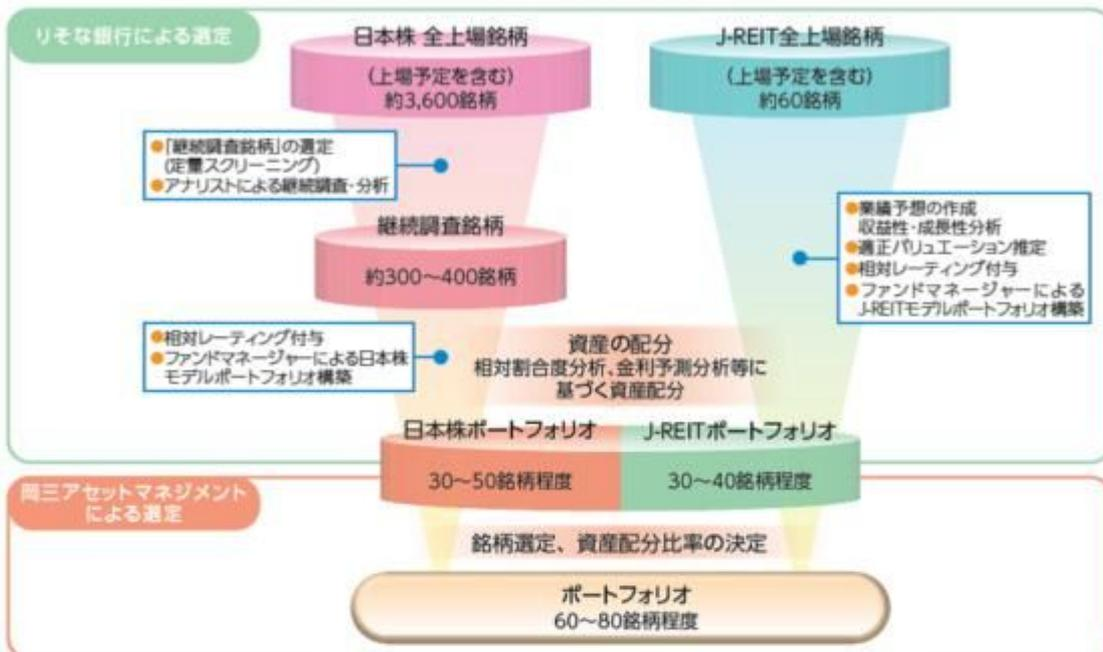 りそな銀行による選定
日本株 全上場銘柄
(上場予定を含む)
約3,600銘柄
J-REIT全上場銘柄
(上場予定を含む)
約60銘柄
●「継続調査銘柄」の選定
(定量スクリーニング)
●アナリストによる継続調査・分析
継続調査銘柄
約300〜400銘柄
●業績予想の作成
収益性・成長性分析
●適正バリュエーション推定
●相対レーティング付与
●ファンドマネージャーによる
J-REITモデルポートフォリオ構築
●相対レーティング付与
●ファンドマネージャーによる日本株
モデルポートフォリオ構築
資産の配分
相対割合度分析、金利予測分析等に
基づく資産配分
日本株ポートフォリオ
30〜50銘柄程度
J-REITポートフォリオ
30〜40銘柄程度
岡三アセットマネジメント
による選定
銘柄選定、資産配分比率の決定
ポートフォリオ
60〜80銘柄程度